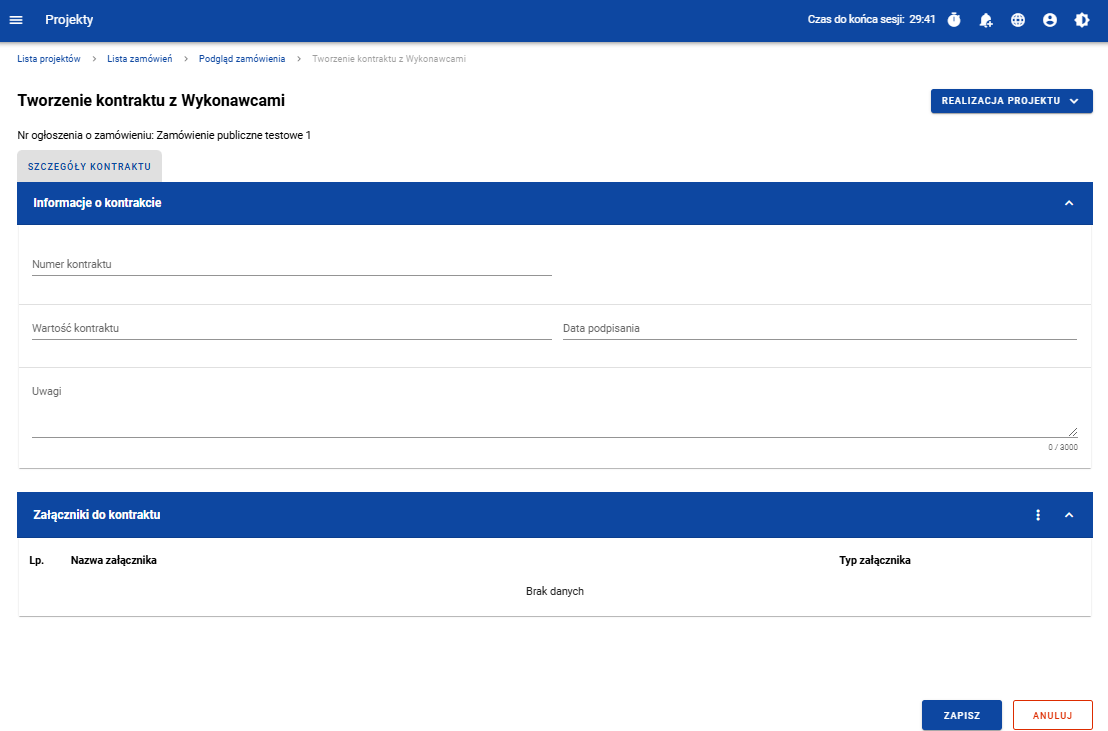 Projekty
Czas do końca sesji: 29:41
Lista projektów > Lista zamówień > Podgląd zamówienia > Tworzenie kontraktu z Wykonawcami
Tworzenie kontraktu z Wykonawcami
REALIZACJA PROJEKTU
Nr ogłoszenia o zamówieniu: Zamówienie publiczne testowe 1
SZCZEGÓŁY KONTRAKTU
Informacje o kontrakcie
Numer kontraktu
Wartość kontraktu
Data podpisania
Uwagi
0 / 3000
Załączniki do kontraktu
Lp. Nazwa załącznika Typ załącznika
Brak danych
ZAPISZ
ANULUJ